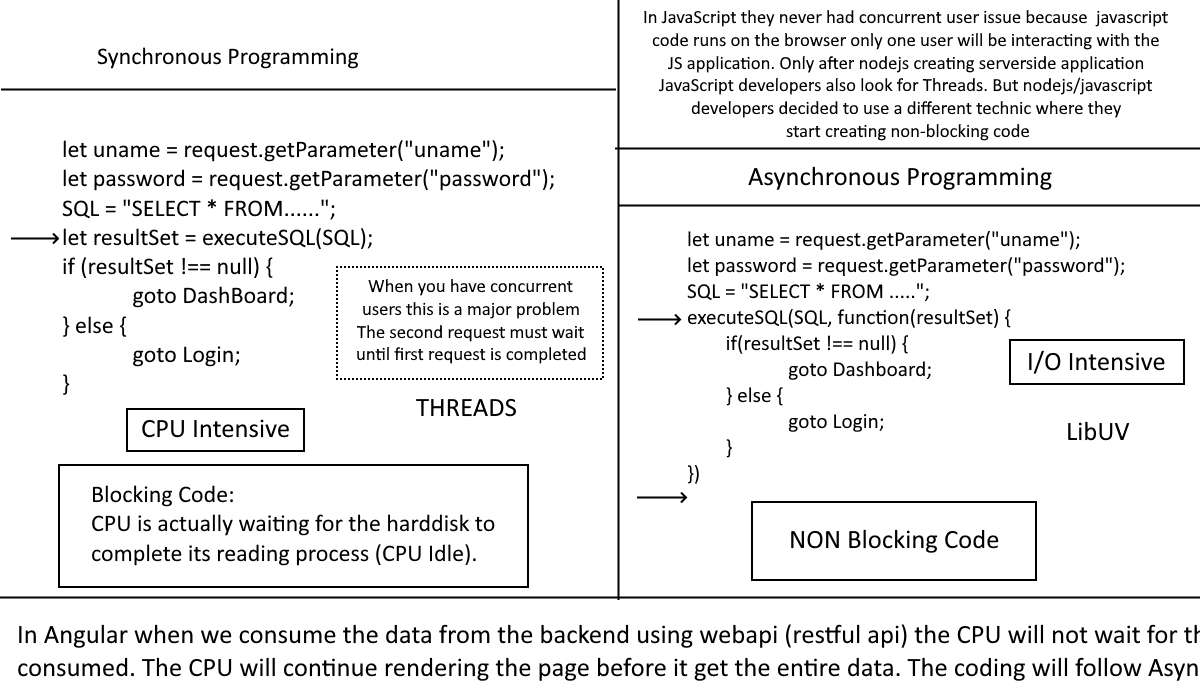 Synchronous Programming
let uname = request.getParameter("uname");
let password = request.getParameter("password");
SQL = "SELECT * FROM......";
let resultSet = executeSQL(SQL);
if (resultSet !== null) {
goto DashBoard;
} else {
goto Login;
}
When you have concurrent
users this is a major problem
The second request must wait
until first request is completed
THREADS
CPU Intensive
Blocking Code:
CPU is actually waiting for the harddisk to
complete its reading process (CPU Idle).
In JavaScript they never had concurrent user issue because javascript
code runs on the browser only one user will be interacting with the
JS application. Only after nodejs creating serverside application
JavaScript developers also look for Threads. But nodejs/javascript
developers decided to use a different technic where they
start creating non-blocking code
Asynchronous Programming
let uname = request.getParameter("uname");
let password = request.getParameter("password");
SQL = "SELECT * FROM .....";
executeSQL(SQL, function(resultSet) {
if(resultSet !== null) {
goto Dashboard;
} else {
goto Login;
}
})
I/O Intensive
LibUV
NON Blocking Code
In Angular when we consume the data from the backend using webapi (restful api) the CPU will not wait for th
consumed. The CPU will continue rendering the page before it get the entire data. The coding will follow Asyn